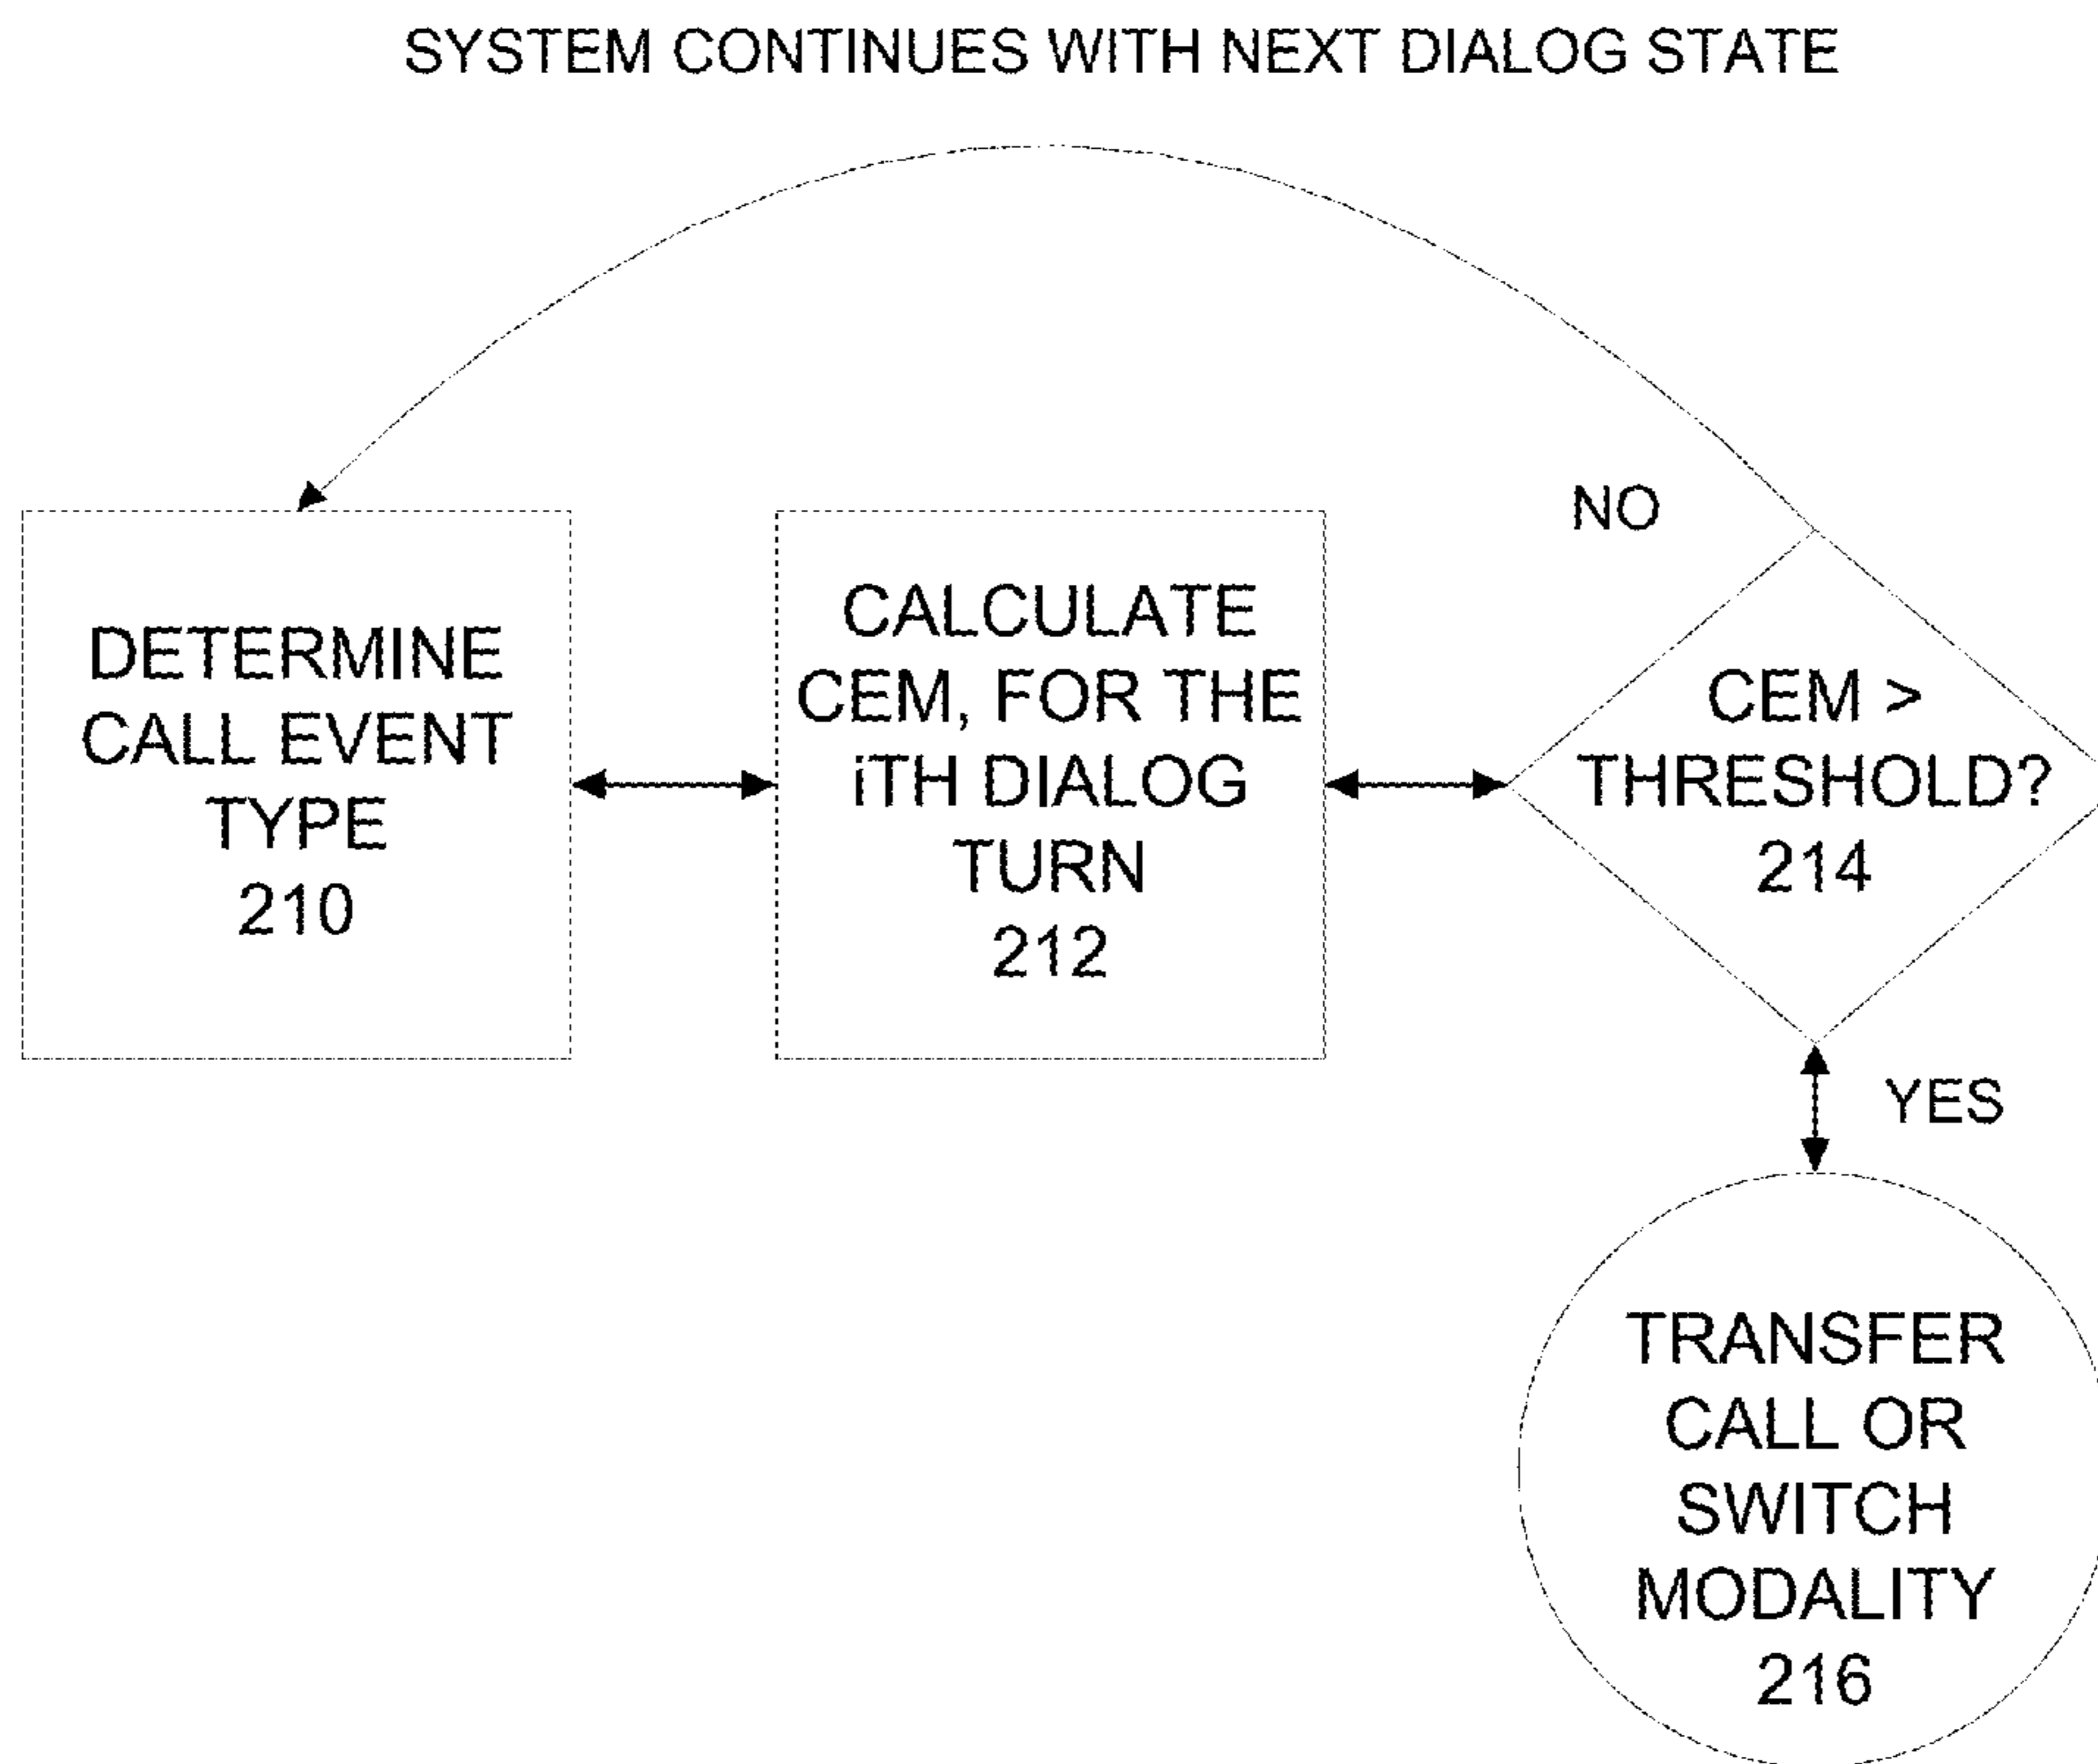 SYSTEM CONTINUES WITH NEXT DIALOG STATE
NO
DETERMINE
CALL EVENT
TYPE
210
CALCULATE
CEM, FOR THE
iTH DIALOG
TURN
212
CEM >
THRESHOLD?
214
YES
TRANSFER
CALL OR
SWITCH
MODALITY
216